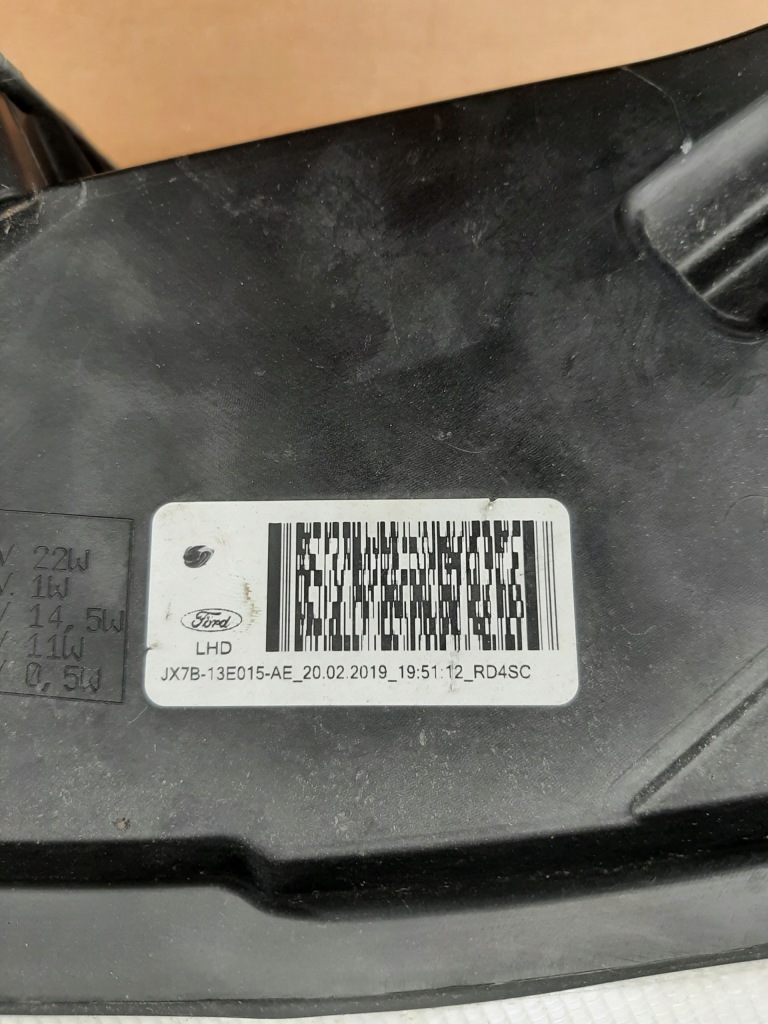 22W
1W
14,5W
11W
0,5W
Ford
LHD
JX7B-13E015-AE_20.02.2019_19:51:12_RD4SC